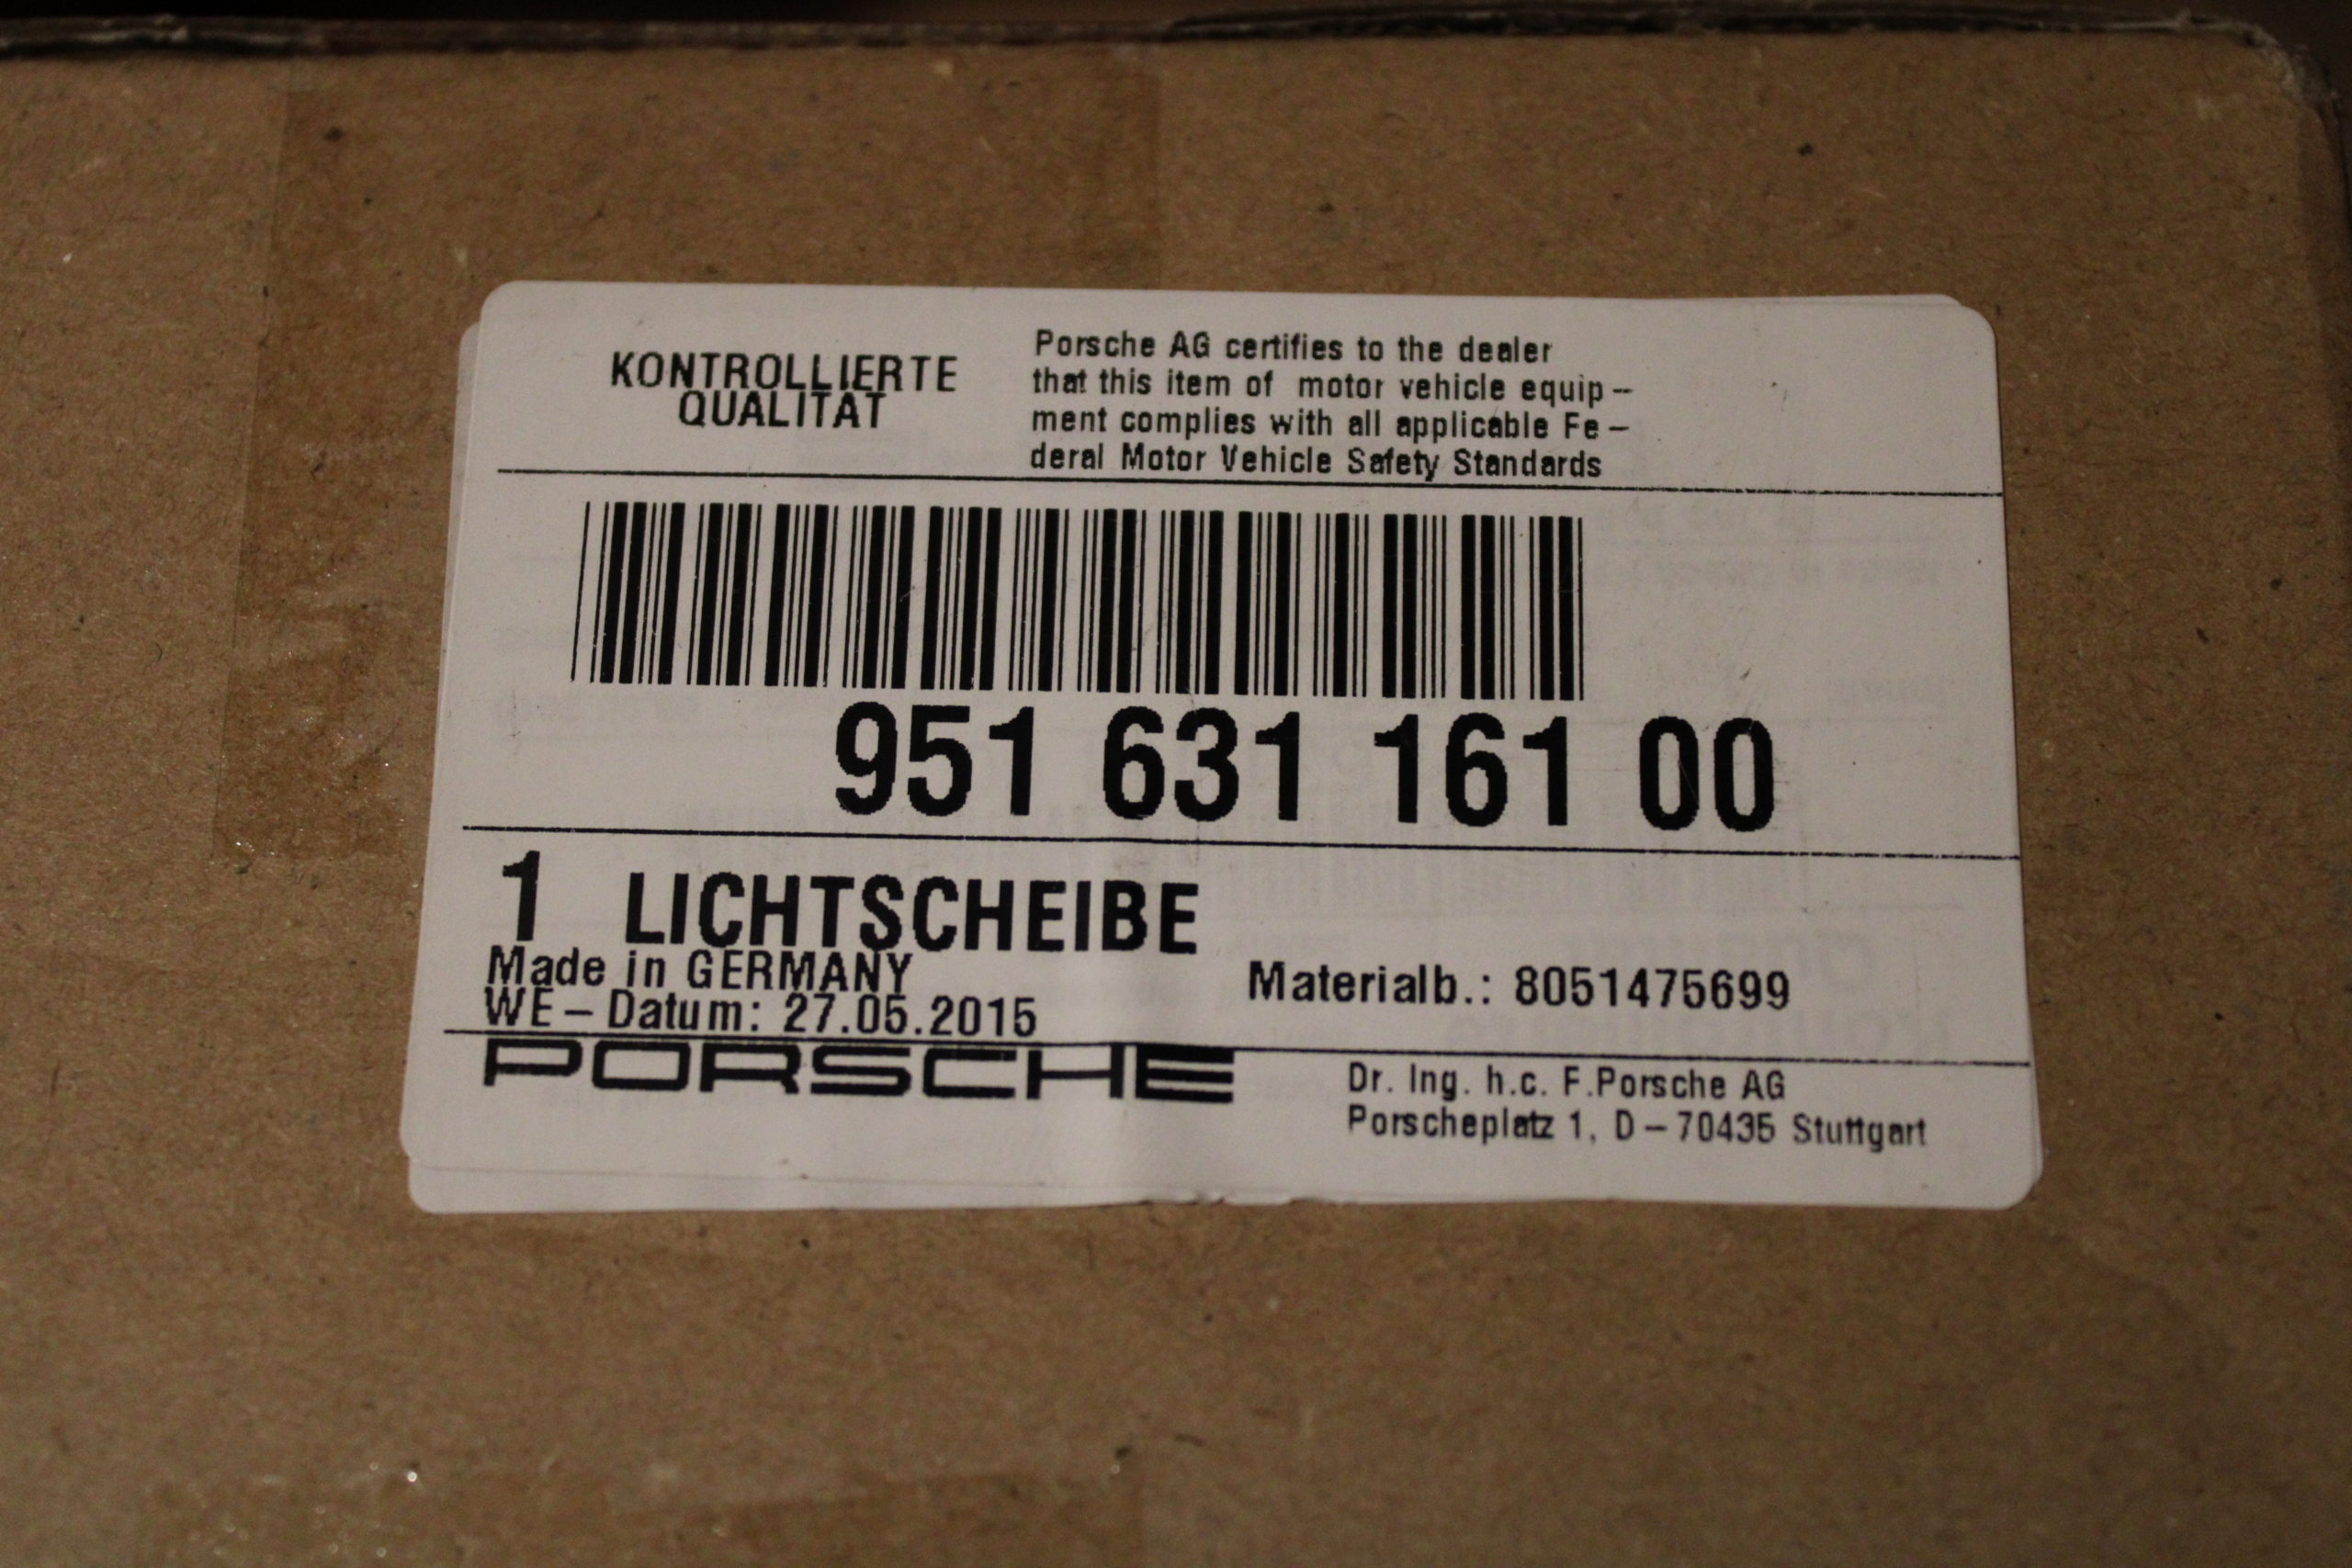 KONTROLLIERTE
QUALITÄT
Porsche AG certifies to the dealer
that this item of motor vehicle equip-
ment complies with all applicable Fe-
deral Motor Vehicle Safety Standards
951 631 161 00
1 LICHTSCHEIBE
Made in GERMANY
WE-Datum: 27.05.2015
Materialb.: 8051475699
PORSCHE
Dr. Ing. h.c. F.Porsche AG
Porscheplatz 1, D-70435 Stuttgart